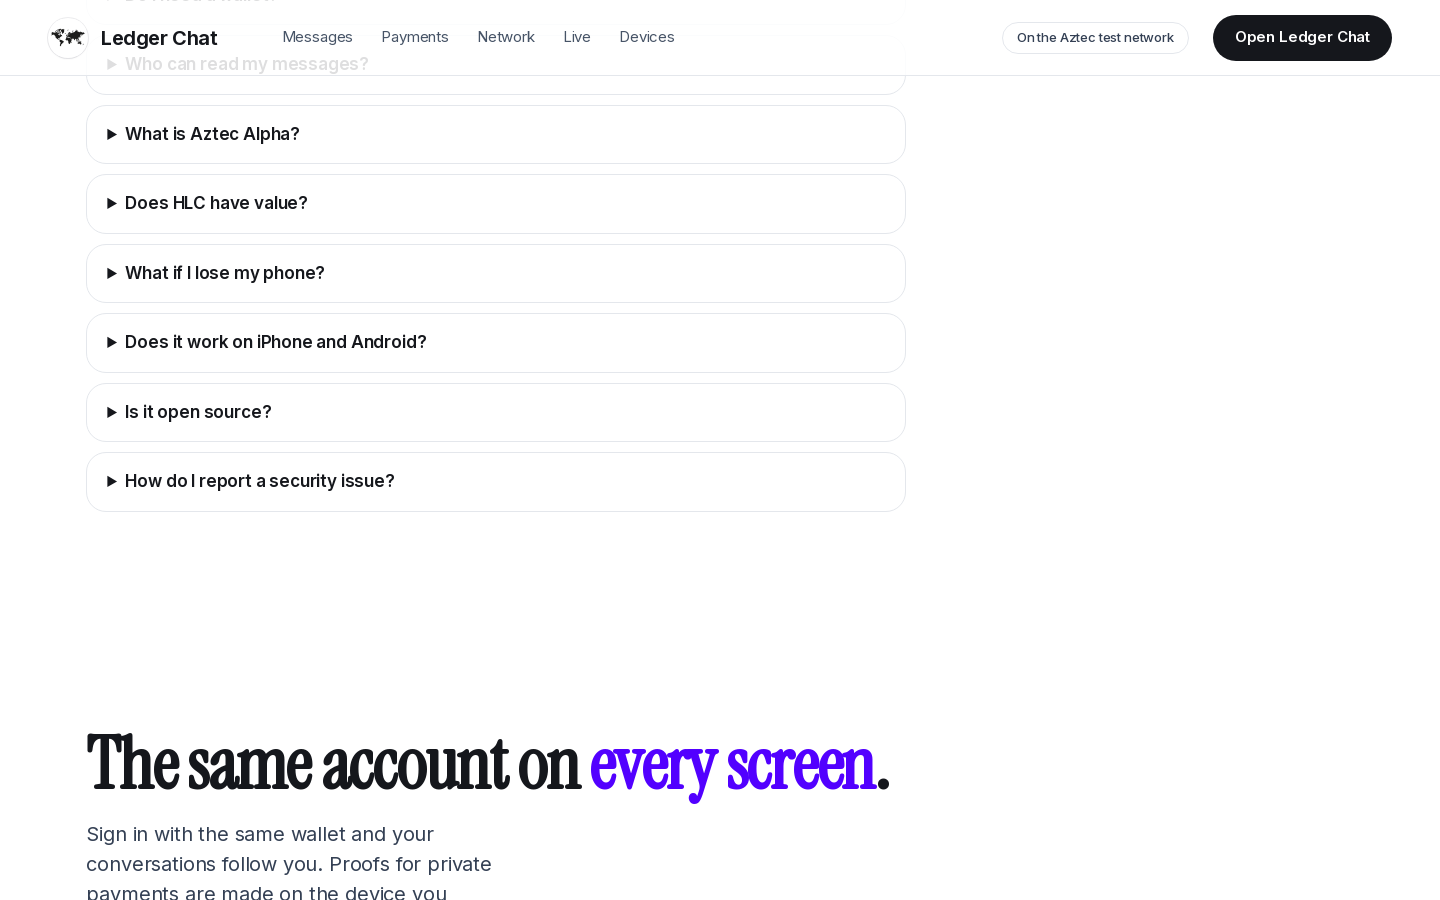 Ledger Chat
Messages
Payments
Network
Live
Devices
On the Aztec test network
Open Ledger Chat
Who can read my messages?
What is Aztec Alpha?
Does HLC have value?
What if I lose my phone?
Does it work on iPhone and Android?
Is it open source?
How do I report a security issue?
The same account on every screen.
Sign in with the same wallet and your
conversations follow you. Proofs for private
payments are made on the device you